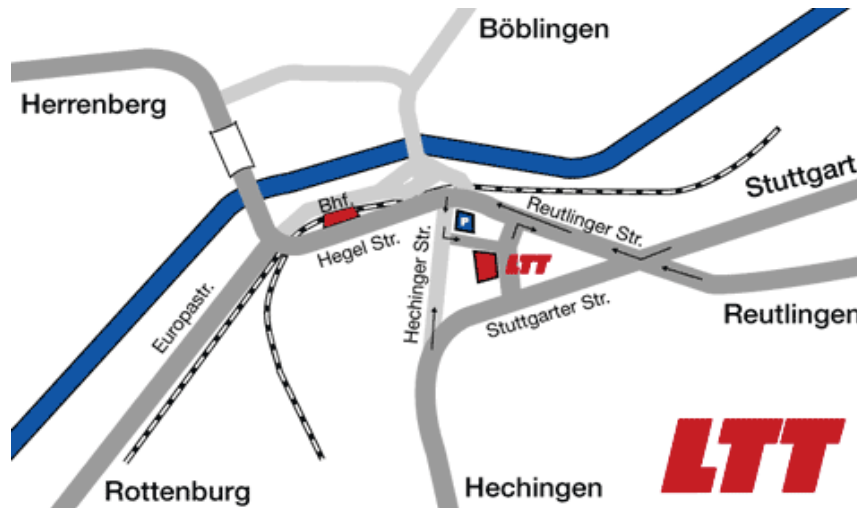 Böblingen
Herrenberg
Stuttgart
Bhf.
Reutlinger Str.
P
Hegel Str.
Hechinger Str.
LTT
Europastr.
Stuttgarter Str.
Reutlingen
LTT
Rottenburg
Hechingen